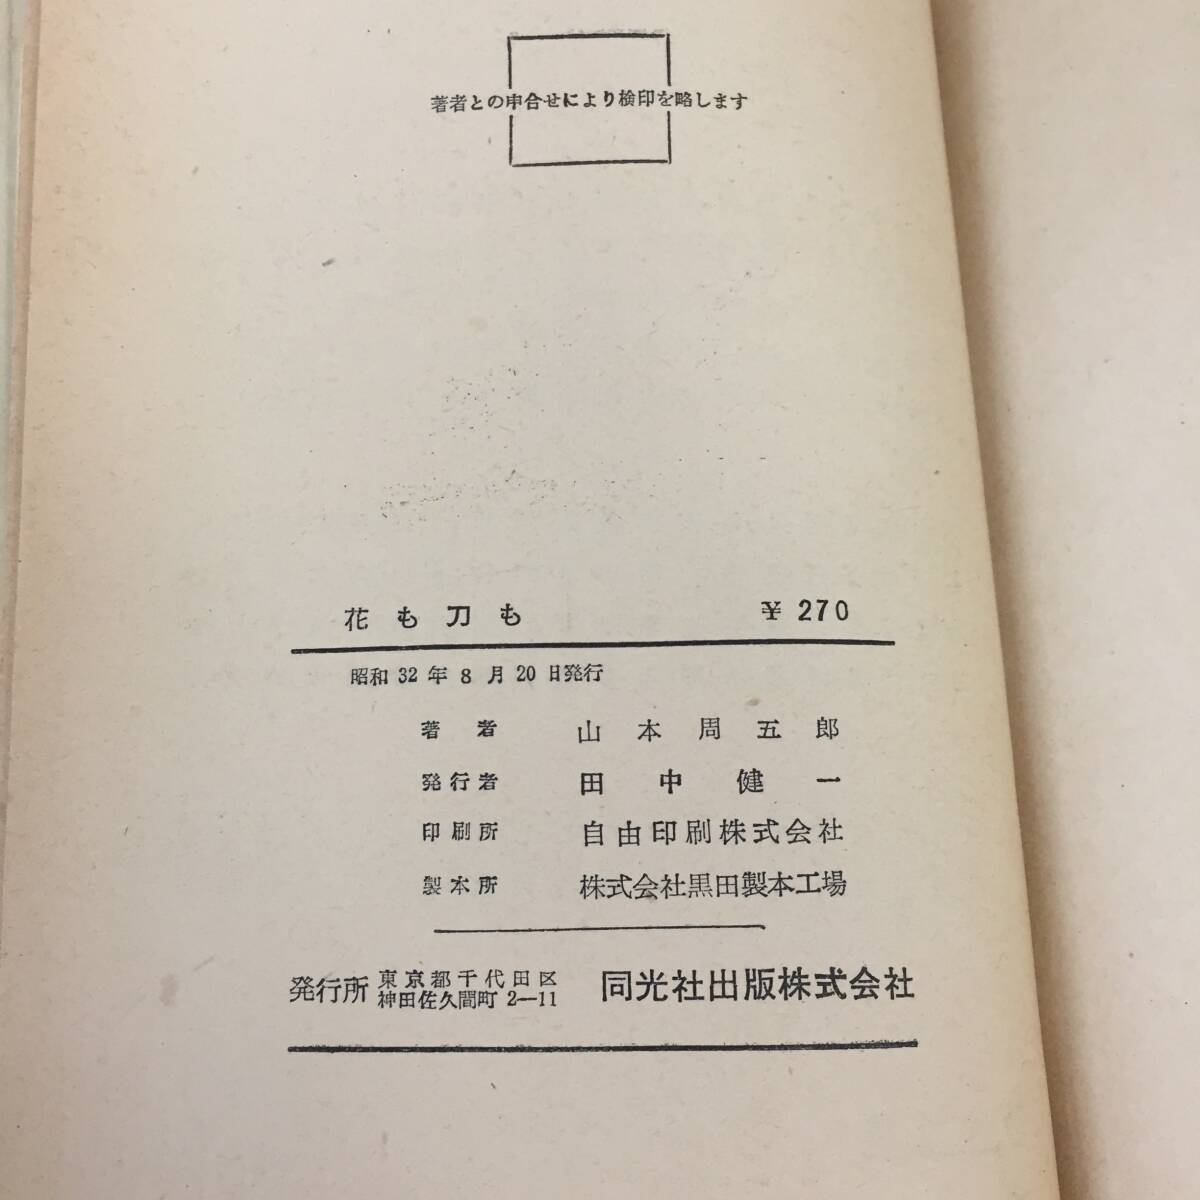 著者との申合せにより検印を略します
花も刀も ¥270
昭和32年8月20日発行
著者 山本周五郎
発行者 田中健一
印刷所 自由印刷株式会社
製本所 株式会社黒田製本工場
発行所 東京都千代田区
神田佐久間町 2—11 同光社出版株式会社